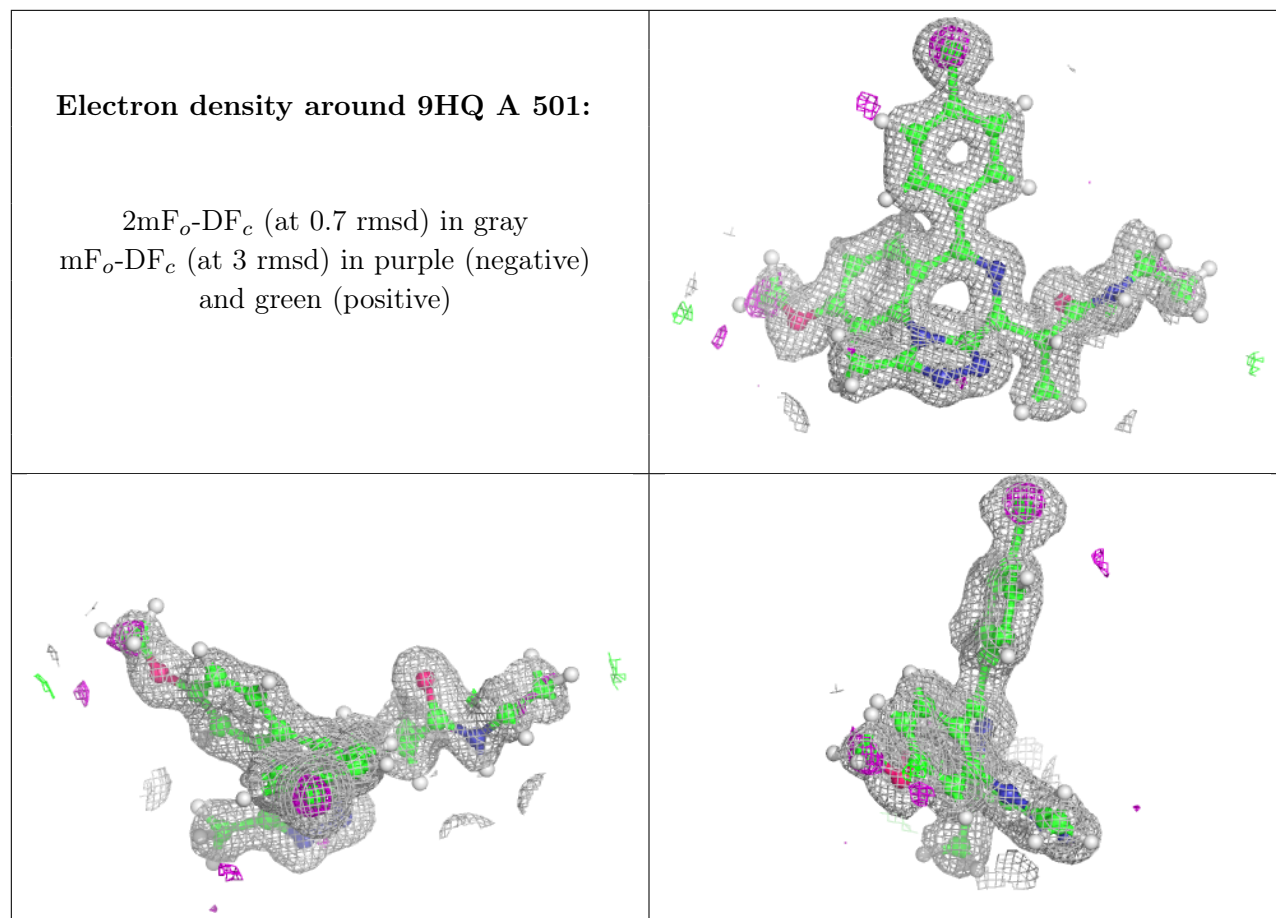 Electron density around 9HQ A 501:
2mFo-DFc (at 0.7 rmsd) in gray
mFo-DFc (at 3 rmsd) in purple (negative)
and green (positive)